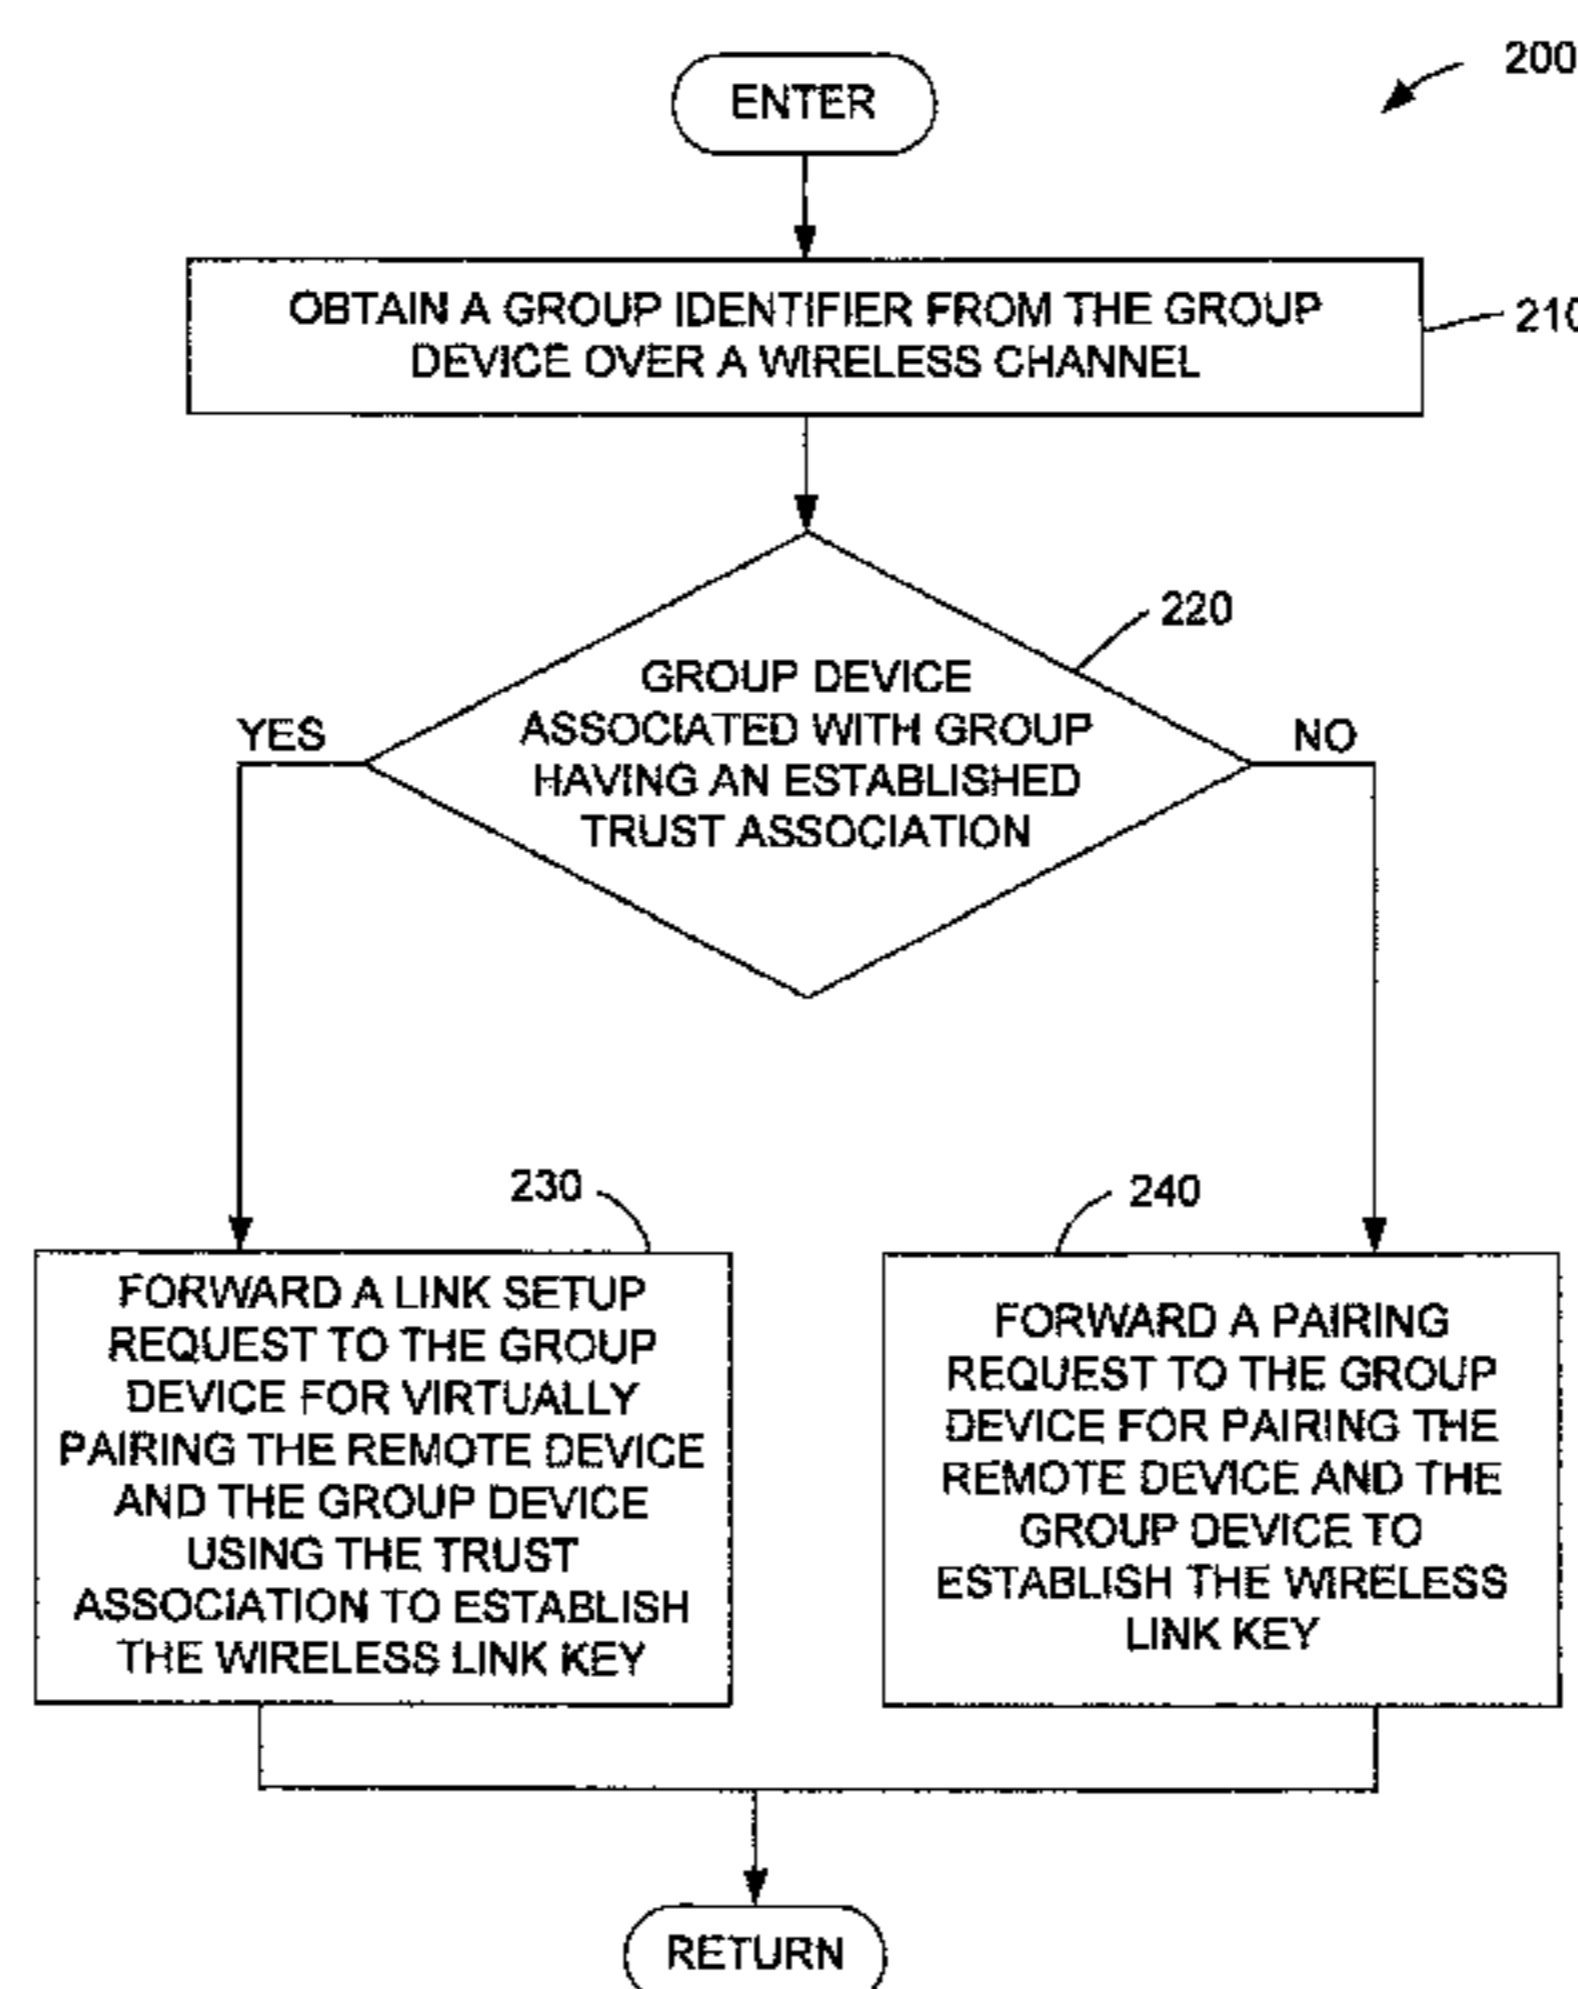 200
ENTER
OBTAIN A GROUP IDENTIFIER FROM THE GROUP
DEVICE OVER A WIRELESS CHANNEL
210
220
GROUP DEVICE
ASSOCIATED WITH GROUP
HAVING AN ESTABLISHED
TRUST ASSOCIATION
YES
NO
230
FORWARD A LINK SETUP
REQUEST TO THE GROUP
DEVICE FOR VIRTUALLY
PAIRING THE REMOTE DEVICE
AND THE GROUP DEVICE
USING THE TRUST
ASSOCIATION TO ESTABLISH
THE WIRELESS LINK KEY
240
FORWARD A PAIRING
REQUEST TO THE GROUP
DEVICE FOR PAIRING THE
REMOTE DEVICE AND THE
GROUP DEVICE TO
ESTABLISH THE WIRELESS
LINK KEY
RETURN